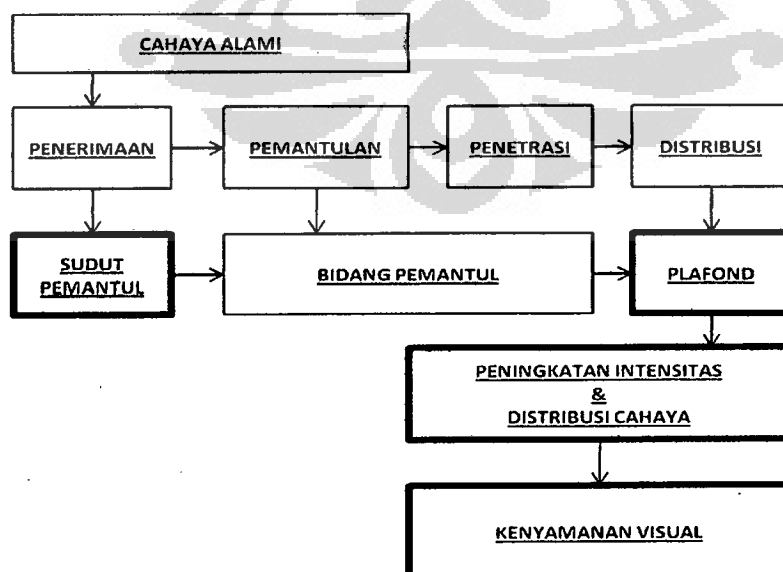 CAHAYA ALAMI
PENERIMAAN
PEMANTULAN
PENETRASI
DISTRIBUSI
SUDUT
PEMANTUL
BIDANG PEMANTUL
PLAFOND
PENINGKATAN INTENSITAS
&
DISTRIBUSI CAHAYA
KENYAMANAN VISUAL